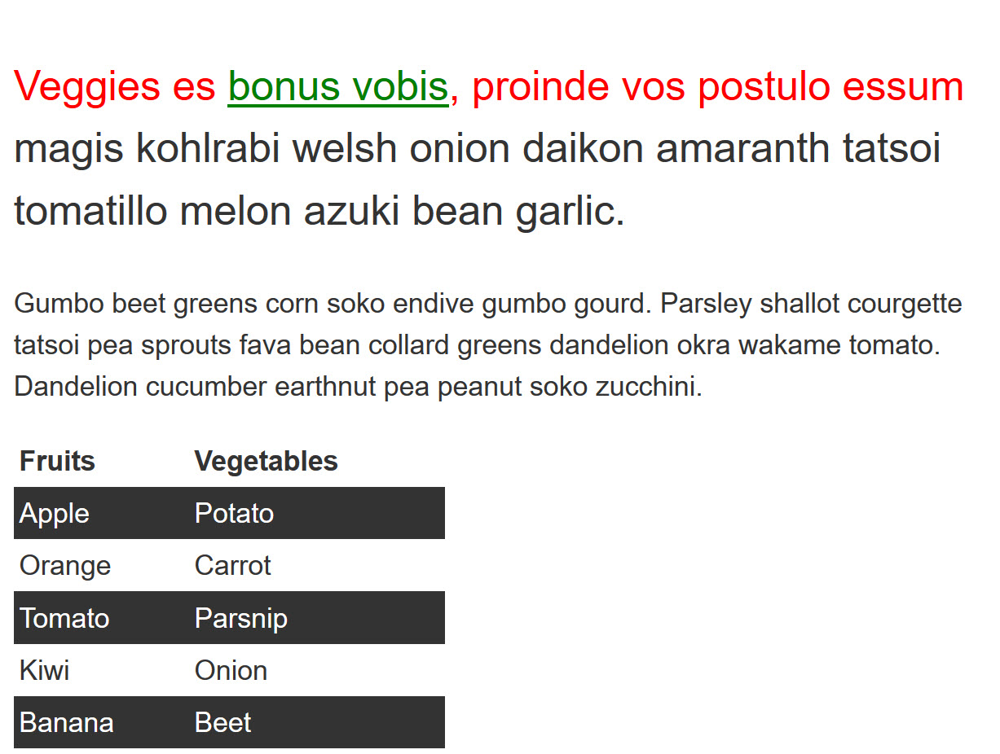 Veggies es bonus vobis, proinde vos postulo essum
magis kohlrabi welsh onion daikon amaranth tatsoi
tomatillo melon azuki bean garlic.
Gumbo beet greens corn soko endive gumbo gourd. Parsley shallot courgette
tatsoi pea sprouts fava bean collard greens dandelion okra wakame tomato.
Dandelion cucumber earthnut pea peanut soko zucchini.
Fruits Vegetables
Apple Potato
Orange Carrot
Tomato Parsnip
Kiwi Onion
Banana Beet